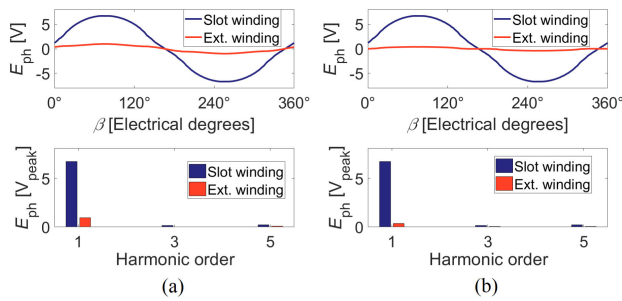 E_ph [V]
5
0
-5
Slot winding
Ext. winding
0° 120° 240° 360°
β [Electrical degrees]
E_ph [V_peak]
5
0
Slot winding
Ext. winding
1 3 5
Harmonic order
(a)
E_ph [V]
5
0
-5
Slot winding
Ext. winding
0° 120° 240° 360°
β [Electrical degrees]
E_ph [V_peak]
5
0
Slot winding
Ext. winding
1 3 5
Harmonic order
(b)